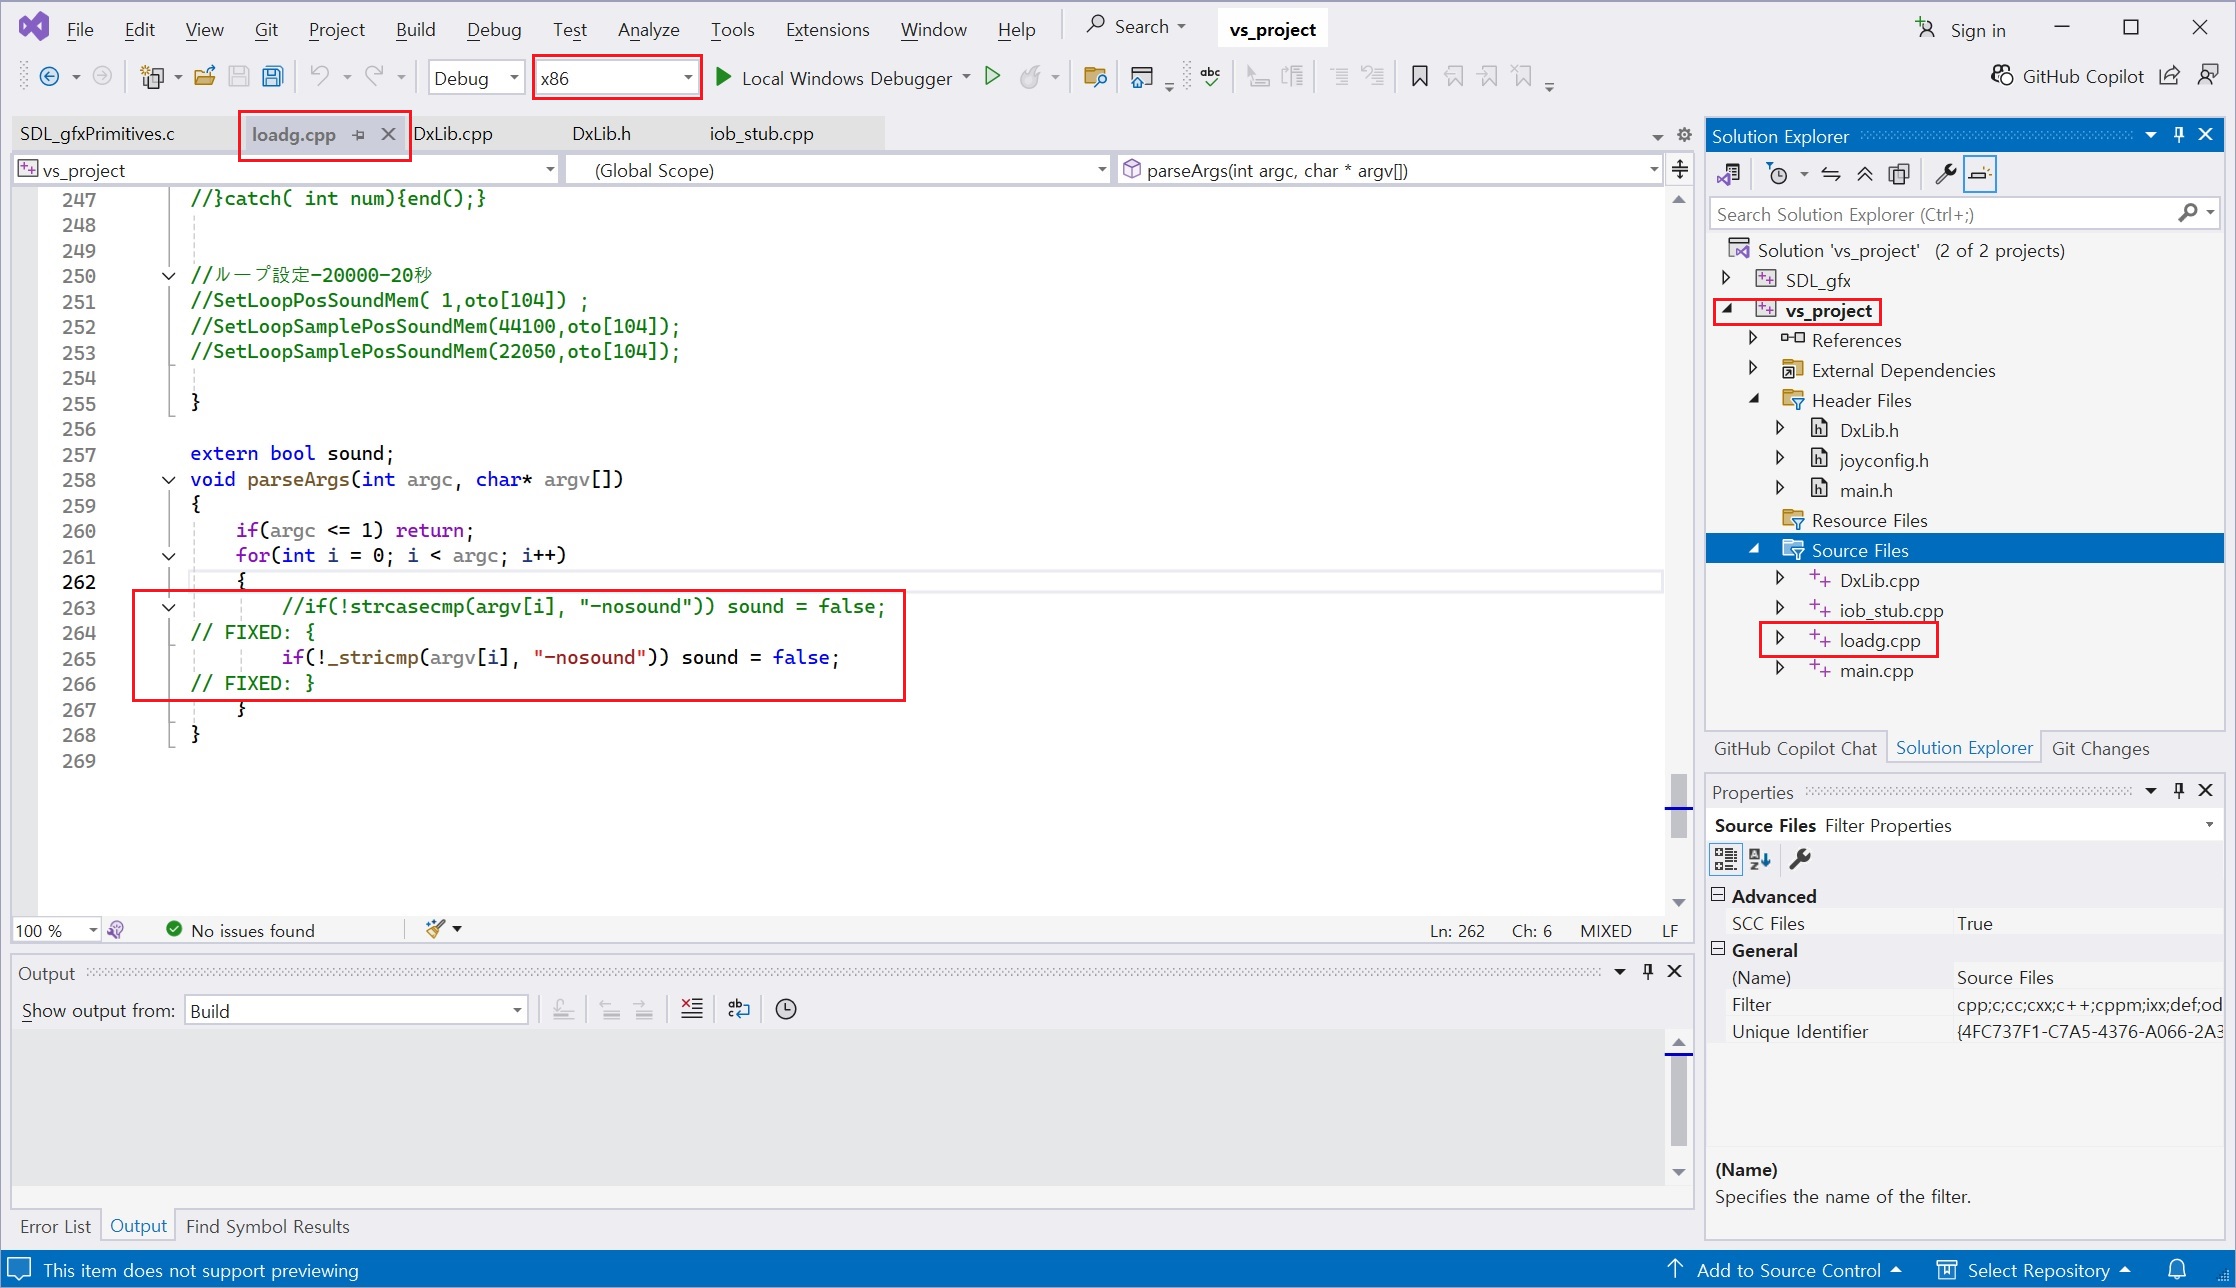 File Edit View Git Project Build Debug Test Analyze Tools Extensions Window Help Search vs_project Sign in
Debug x86 Local Windows Debugger abc GitHub Copilot
SDL_gfxPrimitives.c loadg.cpp DxLib.cpp DxLib.h iob_stub.cpp
vs_project (Global Scope) parseArgs(int argc, char * argv[])
247 //}catch( int num){end();}
248
249
250 //ループ設定-20000-20秒
251 //SetLoopPosSoundMem( 1,oto[104]) ;
252 //SetLoopSamplePosSoundMem(44100,oto[104]);
253 //SetLoopSamplePosSoundMem(22050,oto[104]);
254
255 }
256
257 extern bool sound;
258 void parseArgs(int argc, char* argv[])
259 {
260 if(argc <= 1) return;
261 for(int i = 0; i < argc; i++)
262 {
263 //if(!strcasecmp(argv[i], "-nosound")) sound = false;
264 // FIXED: {
265 if(!_stricmp(argv[i], "-nosound")) sound = false;
266 // FIXED: }
267 }
268 }
269
100 % No issues found Ln: 262 Ch: 6 MIXED LF
Output
Show output from: Build
Error List Output Find Symbol Results
Solution Explorer
Search Solution Explorer (Ctrl+;)
Solution 'vs_project' (2 of 2 projects)
SDL_gfx
vs_project
References
External Dependencies
Header Files
DxLib.h
joyconfig.h
main.h
Resource Files
Source Files
DxLib.cpp
iob_stub.cpp
loadg.cpp
main.cpp
GitHub Copilot Chat Solution Explorer Git Changes
Properties
Source Files Filter Properties
Advanced
SCC Files True
General
(Name) Source Files
Filter cpp;c;cc;cxx;c++;cppm;ixx;def;od
Unique Identifier {4FC737F1-C7A5-4376-A066-2A3
(Name)
Specifies the name of the filter.
This item does not support previewing Add to Source Control Select Repository